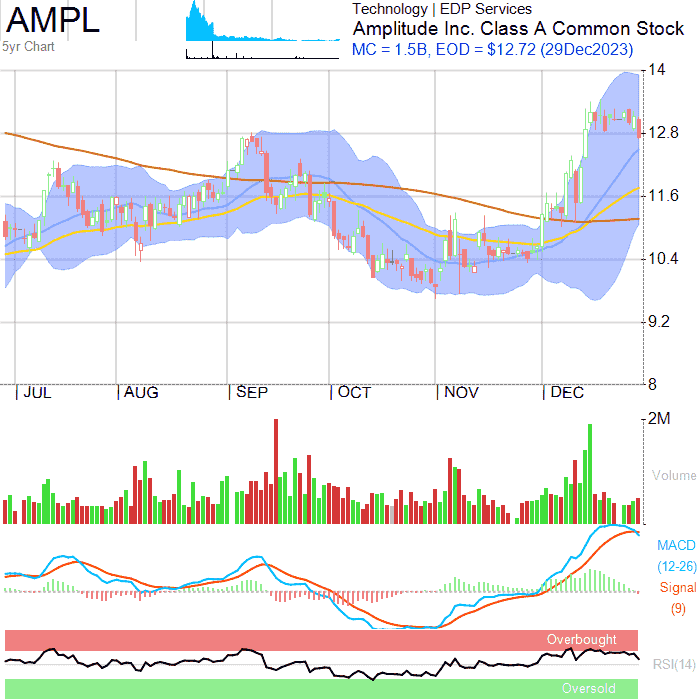 AMPL
5yr Chart
Technology | EDP Services
Amplitude Inc. Class A Common Stock
MC = 1.5B, EOD = $12.72 (29Dec2023)
14
12.8
11.6
10.4
9.2
8
| JUL | AUG | SEP | OCT | NOV | DEC
2M
Volume
MACD
(12-26)
Signal
(9)
Overbought
RSI(14)
Oversold